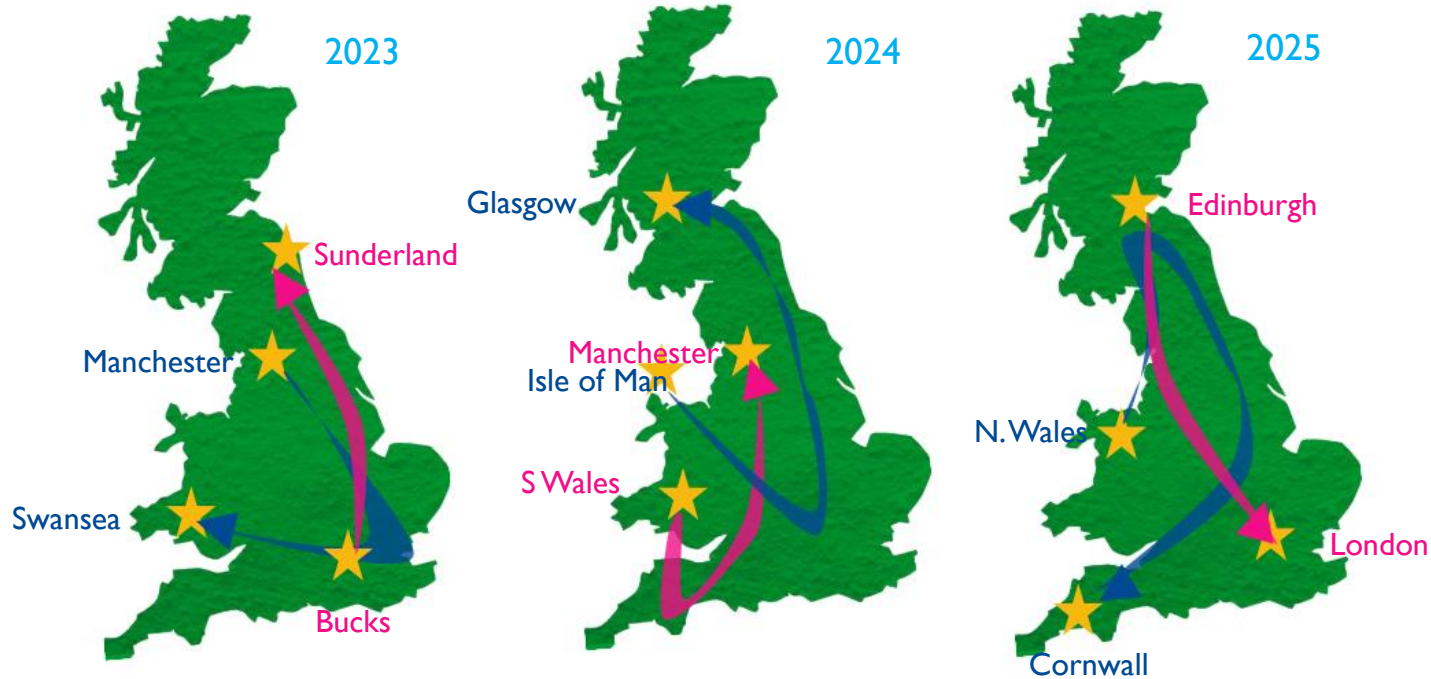 2023
Sunderland
Manchester
Swansea
Bucks
2024
Glasgow
Manchester
Isle of Man
S Wales
2025
Edinburgh
N. Wales
London
Cornwall